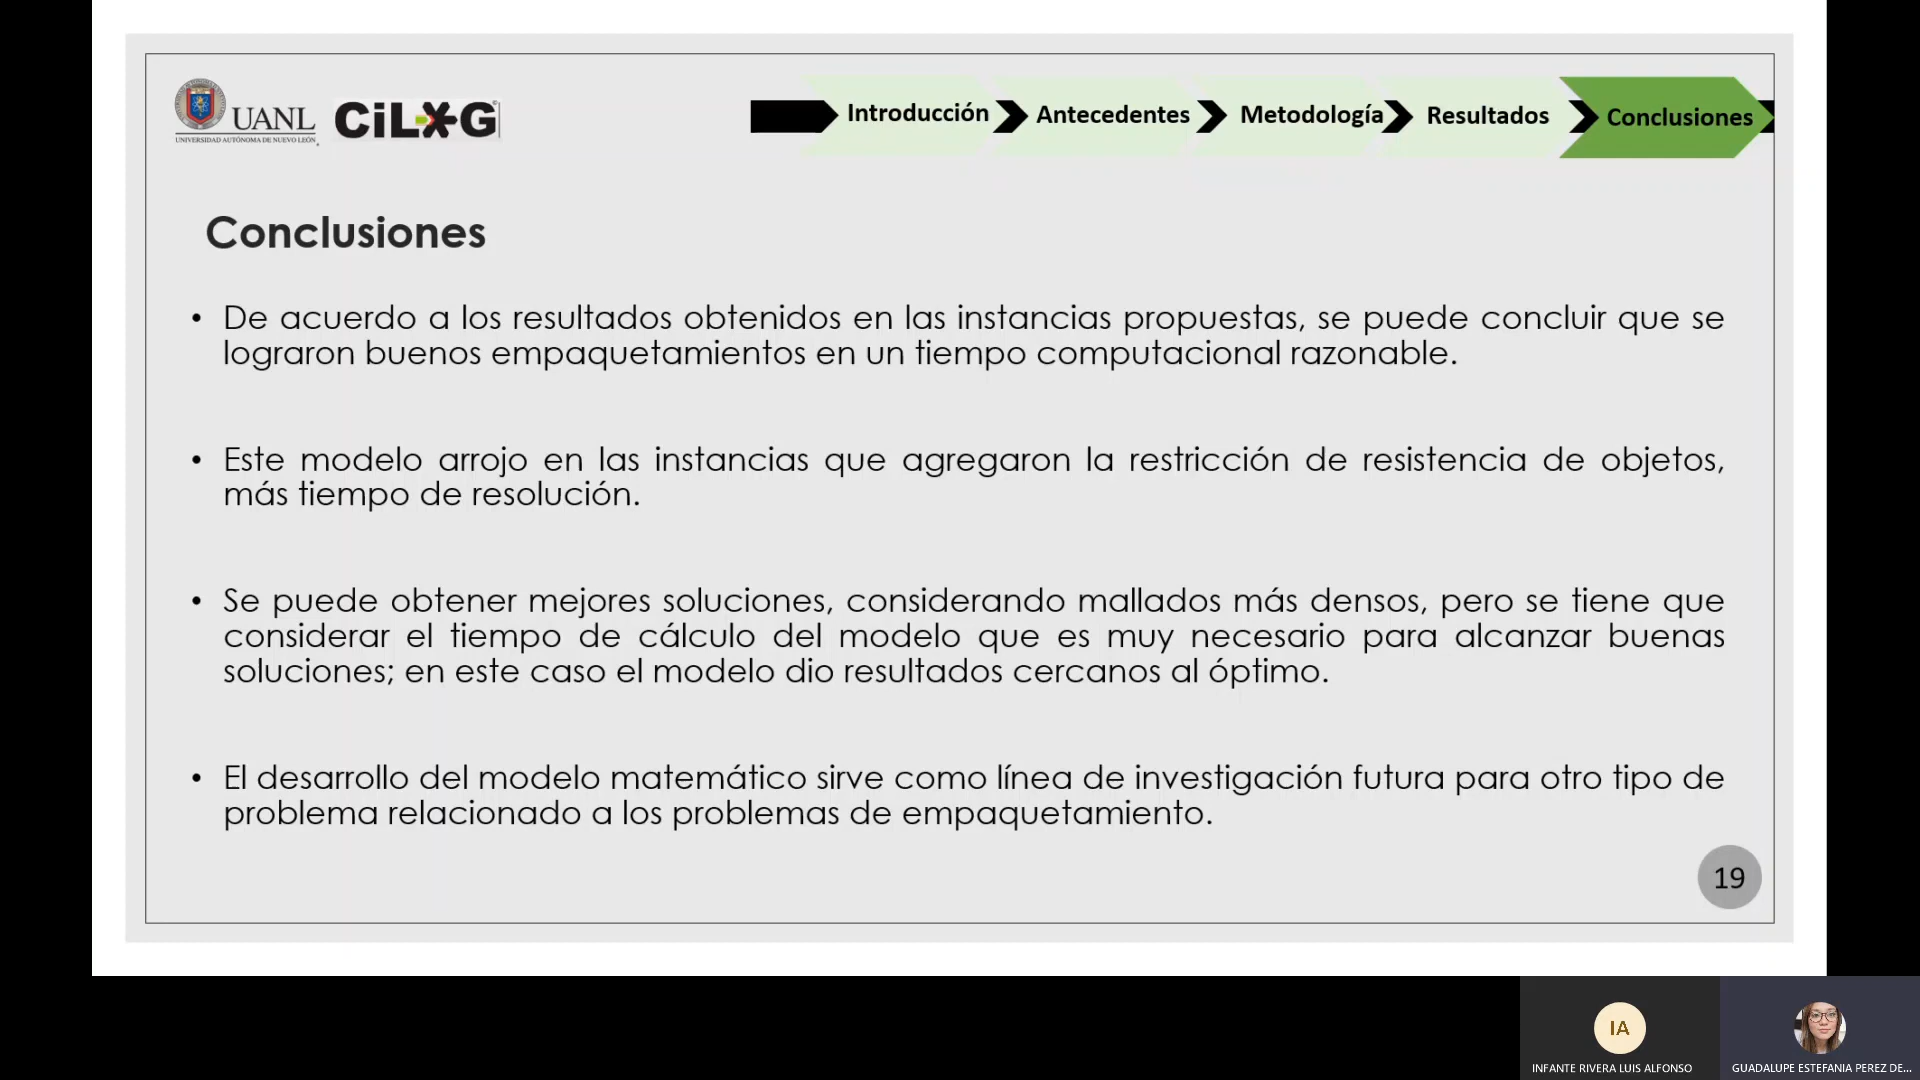 UANL
UNIVERSIDAD AUTÓNOMA DE NUEVO LEÓN
CiLOG
Introducción
Antecedentes
Metodología
Resultados
Conclusiones
Conclusiones
• De acuerdo a los resultados obtenidos en las instancias propuestas, se puede concluir que se
lograron buenos empaquetamientos en un tiempo computacional razonable.
• Este modelo arrojo en las instancias que agregaron la restricción de resistencia de objetos,
más tiempo de resolución.
• Se puede obtener mejores soluciones, considerando mallados más densos, pero se tiene que
considerar el tiempo de cálculo del modelo que es muy necesario para alcanzar buenas
soluciones; en este caso el modelo dio resultados cercanos al óptimo.
• El desarrollo del modelo matemático sirve como línea de investigación futura para otro tipo de
problema relacionado a los problemas de empaquetamiento.
19
IA
INFANTE RIVERA LUIS ALFONSO
GUADALUPE ESTEFANIA PEREZ DE...